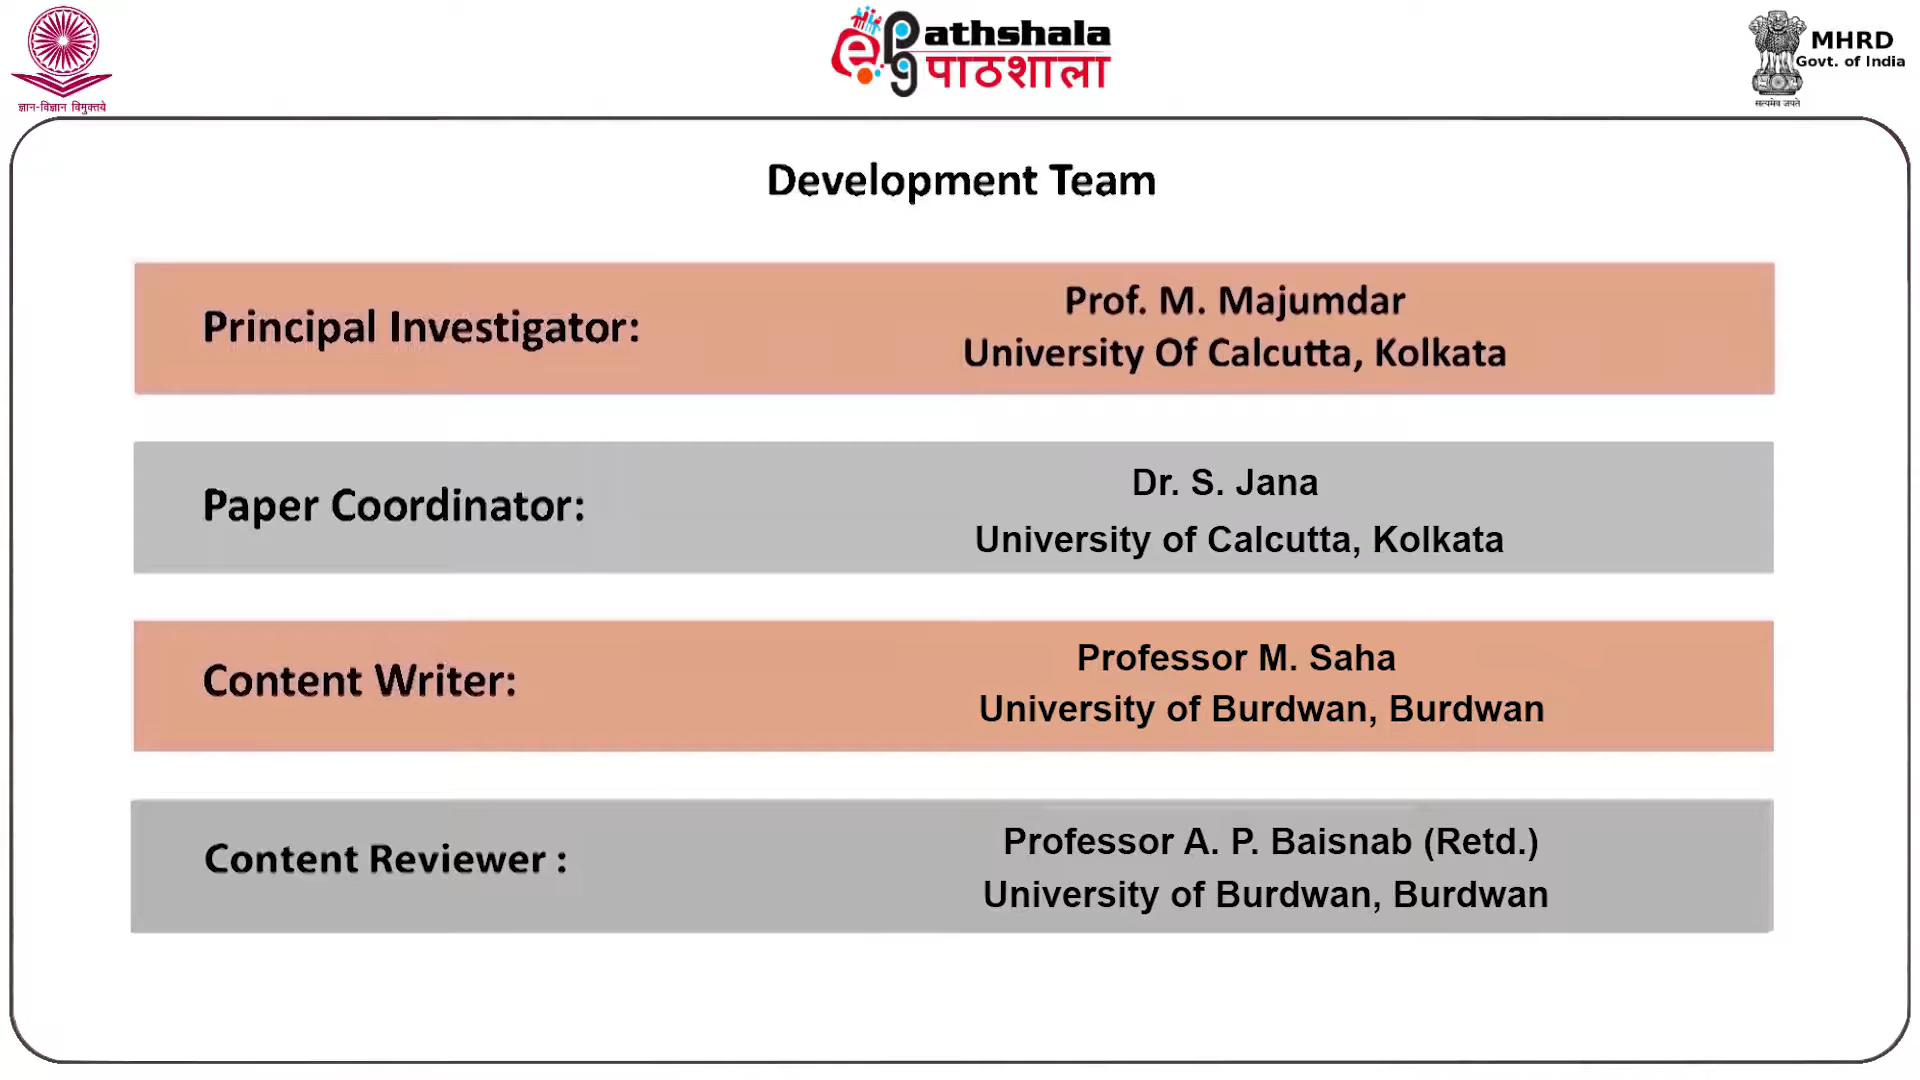 ज्ञान-विज्ञान विमुक्तये
e Pg athshala
पाठशाला
MHRD
Govt. of India
सत्यमेव जयते
Development Team
Principal Investigator:
Prof. M. Majumdar
University Of Calcutta, Kolkata
Paper Coordinator:
Dr. S. Jana
University of Calcutta, Kolkata
Content Writer:
Professor M. Saha
University of Burdwan, Burdwan
Content Reviewer :
Professor A. P. Baisnab (Retd.)
University of Burdwan, Burdwan